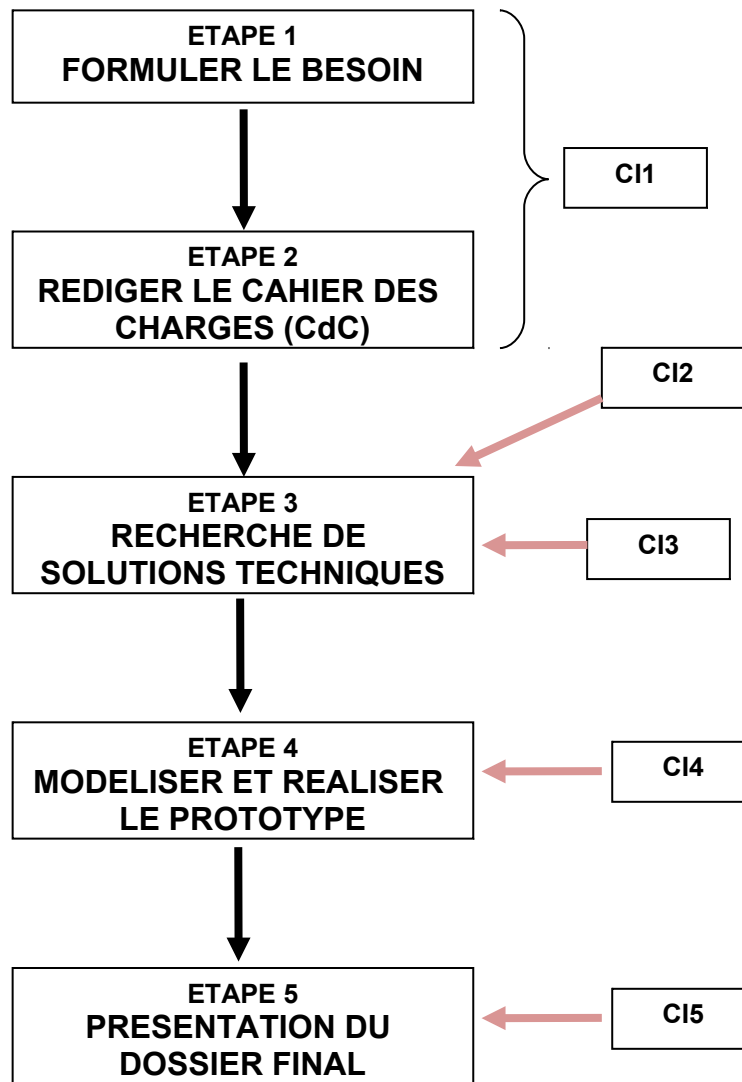 ETAPE 1
FORMULER LE BESOIN
CI1
ETAPE 2
REDIGER LE CAHIER DES
CHARGES (CdC)
CI2
ETAPE 3
RECHERCHE DE
SOLUTIONS TECHNIQUES
CI3
ETAPE 4
MODELISER ET REALISER
LE PROTOTYPE
CI4
ETAPE 5
PRESENTATION DU
DOSSIER FINAL
CI5